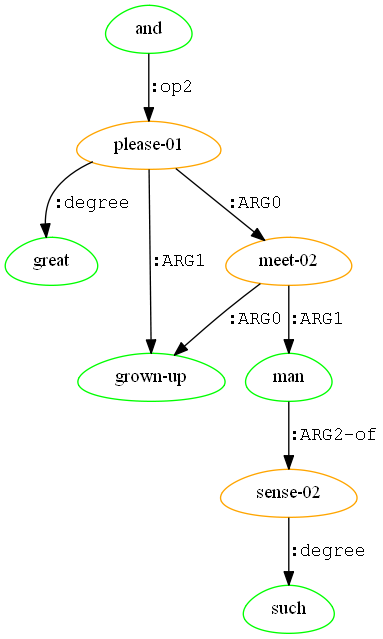 and
:op2
please-01
:degree
:ARG0
great
:ARG1
meet-02
:ARG0
:ARG1
grown-up
man
:ARG2-of
sense-02
:degree
such